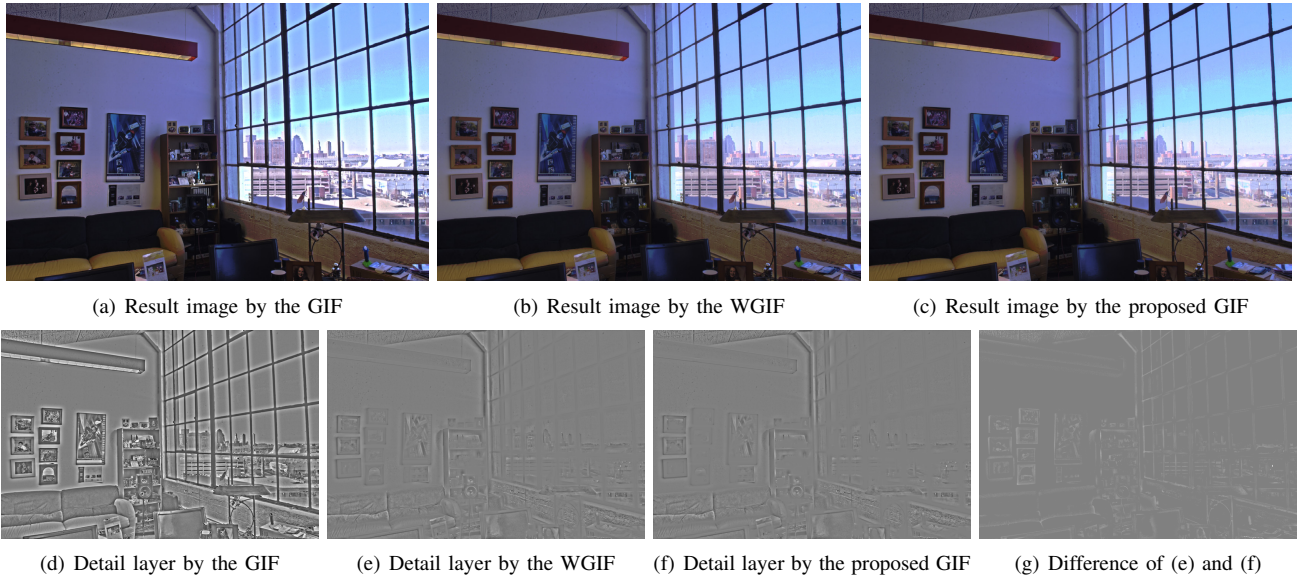 (a) Result image by the GIF
(b) Result image by the WGIF
(c) Result image by the proposed GIF
(d) Detail layer by the GIF
(e) Detail layer by the WGIF
(f) Detail layer by the proposed GIF
(g) Difference of (e) and (f)